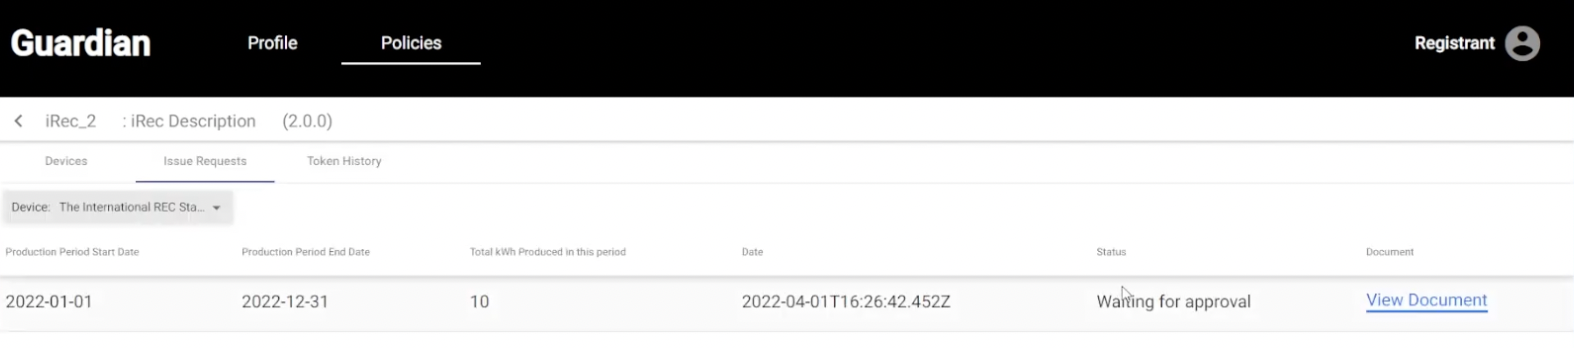 Guardian Profile Policies Registrant
iRec_2 : iRec Description (2.0.0)
Devices Issue Requests Token History
Device: The International REC Sta...
Production Period Start Date Production Period End Date Total kWh Produced in this period Date Status Document
2022-01-01 2022-12-31 10 2022-04-01T16:26:42.452Z Waiting for approval View Document